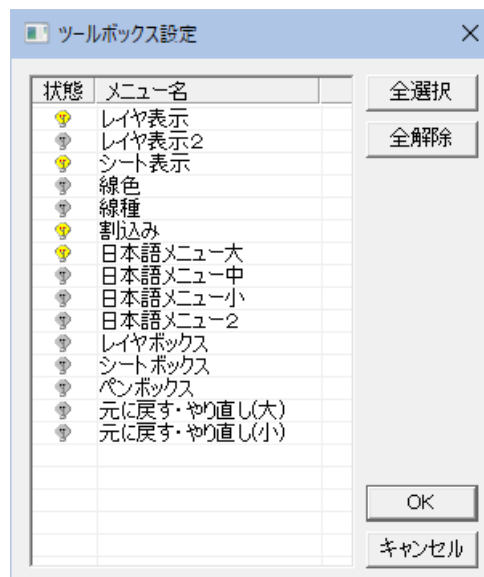 ツールボックス設定
状態 メニュー名
全選択
レイヤ表示
全解除
レイヤ表示2
シート表示
線色
線種
割込み
日本語メニュー大
日本語メニュー中
日本語メニュー小
日本語メニュー2
レイヤボックス
シートボックス
ペンボックス
元に戻す・やり直し(大)
元に戻す・やり直し(小)
OK
キャンセル